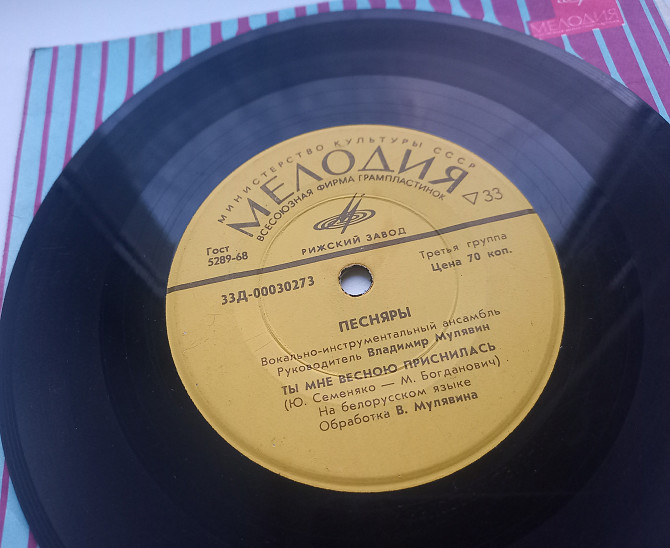 МЕЛОДИЯ
МИНИСТЕРСТВО КУЛЬТУРЫ СССР
МЕЛОДИЯ
ВСЕСОЮЗНАЯ ФИРМА ГРАМПЛАСТИНОК
33
РИЖСКИЙ ЗАВОД
Гост
5289-68
Третья группа
Цена 70 коп.
33Д-00030273
ПЕСНЯРЫ
Вокально-инструментальный ансамбль
Руководитель Владимир Мулявин
ТЫ МНЕ ВЕСНОЮ ПРИСНИЛАСЬ
(Ю. Семеняко — М. Богданович)
На белорусском языке
Обработка В. Мулявина